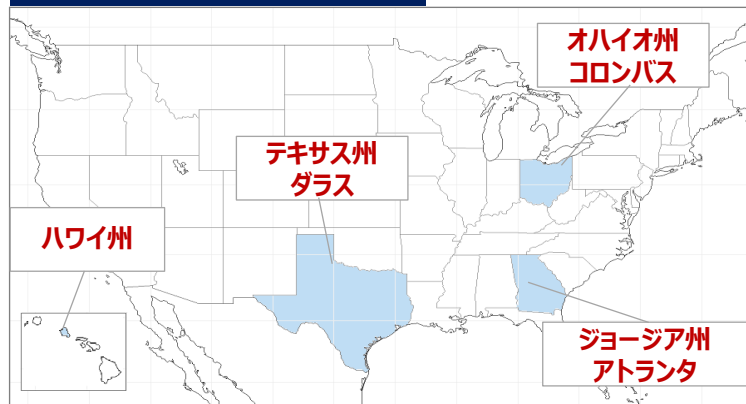 オハイオ州
コロンバス
テキサス州
ダラス
ハワイ州
ジョージア州
アトランタ